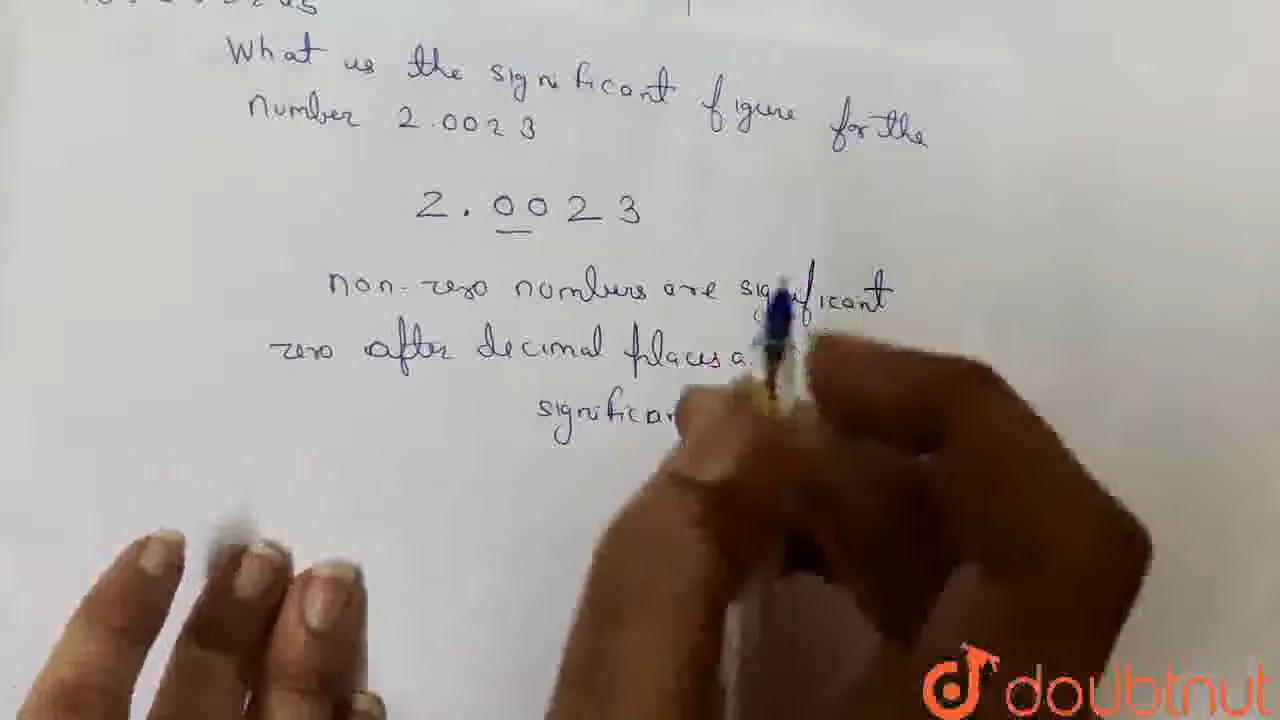 What is the significant figure for the
number 2.0023
2.0023
non-zero numbers are significant
zero after decimal places
significan
doubtnut